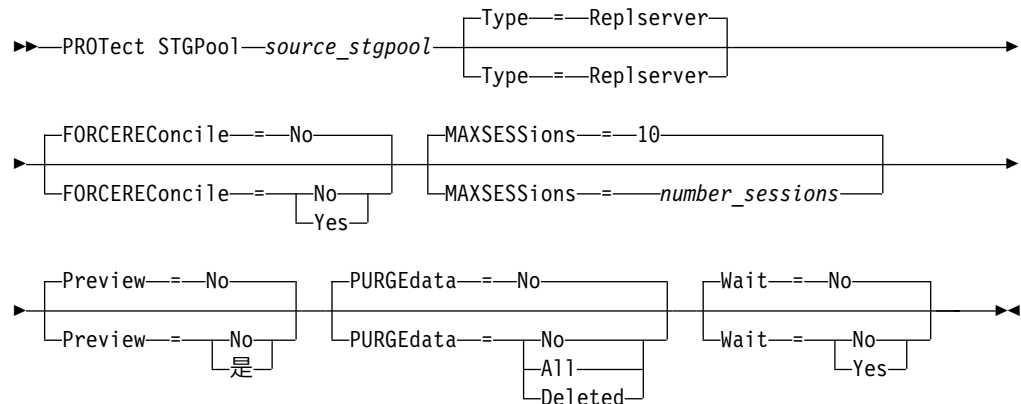 Type = Replserver
PROTect STGPool source_stgpool
Type = Replserver
FORCEREConcile = No MAXSESSions = 10
FORCEREConcile = No MAXSESSions = number_sessions
Yes
Preview = No PURGEdata = No Wait = No
Preview = No PURGEdata = No Wait = No
是 All Yes
Deleted